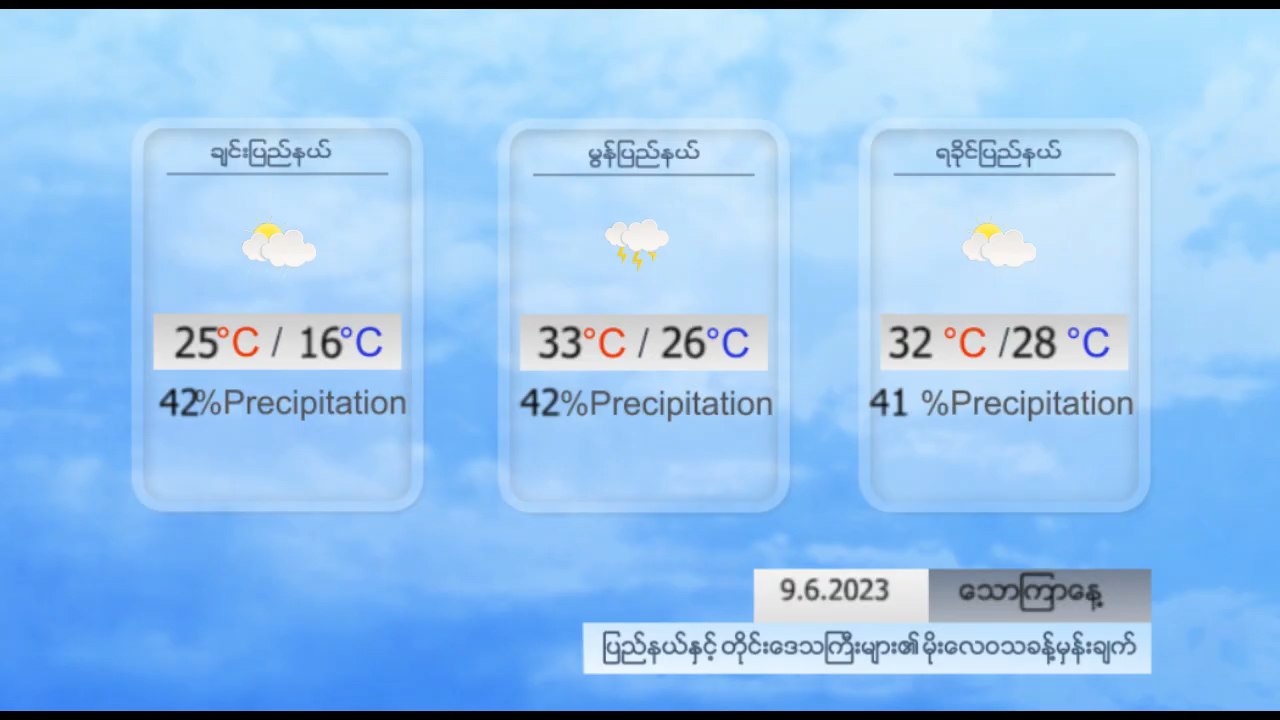 ချင်းပြည်နယ်
25°C / 16°C
42%Precipitation
မွန်ပြည်နယ်
33°C / 26°C
42%Precipitation
ရခိုင်ပြည်နယ်
32 °C /28 °C
41 %Precipitation
9.6.2023 သောကြာနေ့
ပြည်နယ်နှင့် တိုင်းဒေသကြီးများ၏ မိုးလေဝသခန့်မှန်းချက်